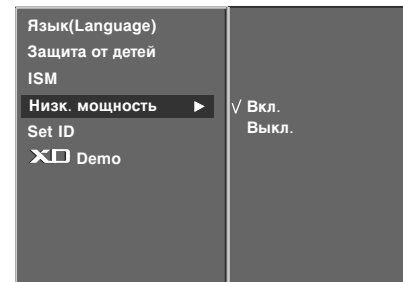 Язык(Language)
Защита от детей
ISM
Низк. мощность ►
√ Вкл.
Выкл.
Set ID
XD Demo